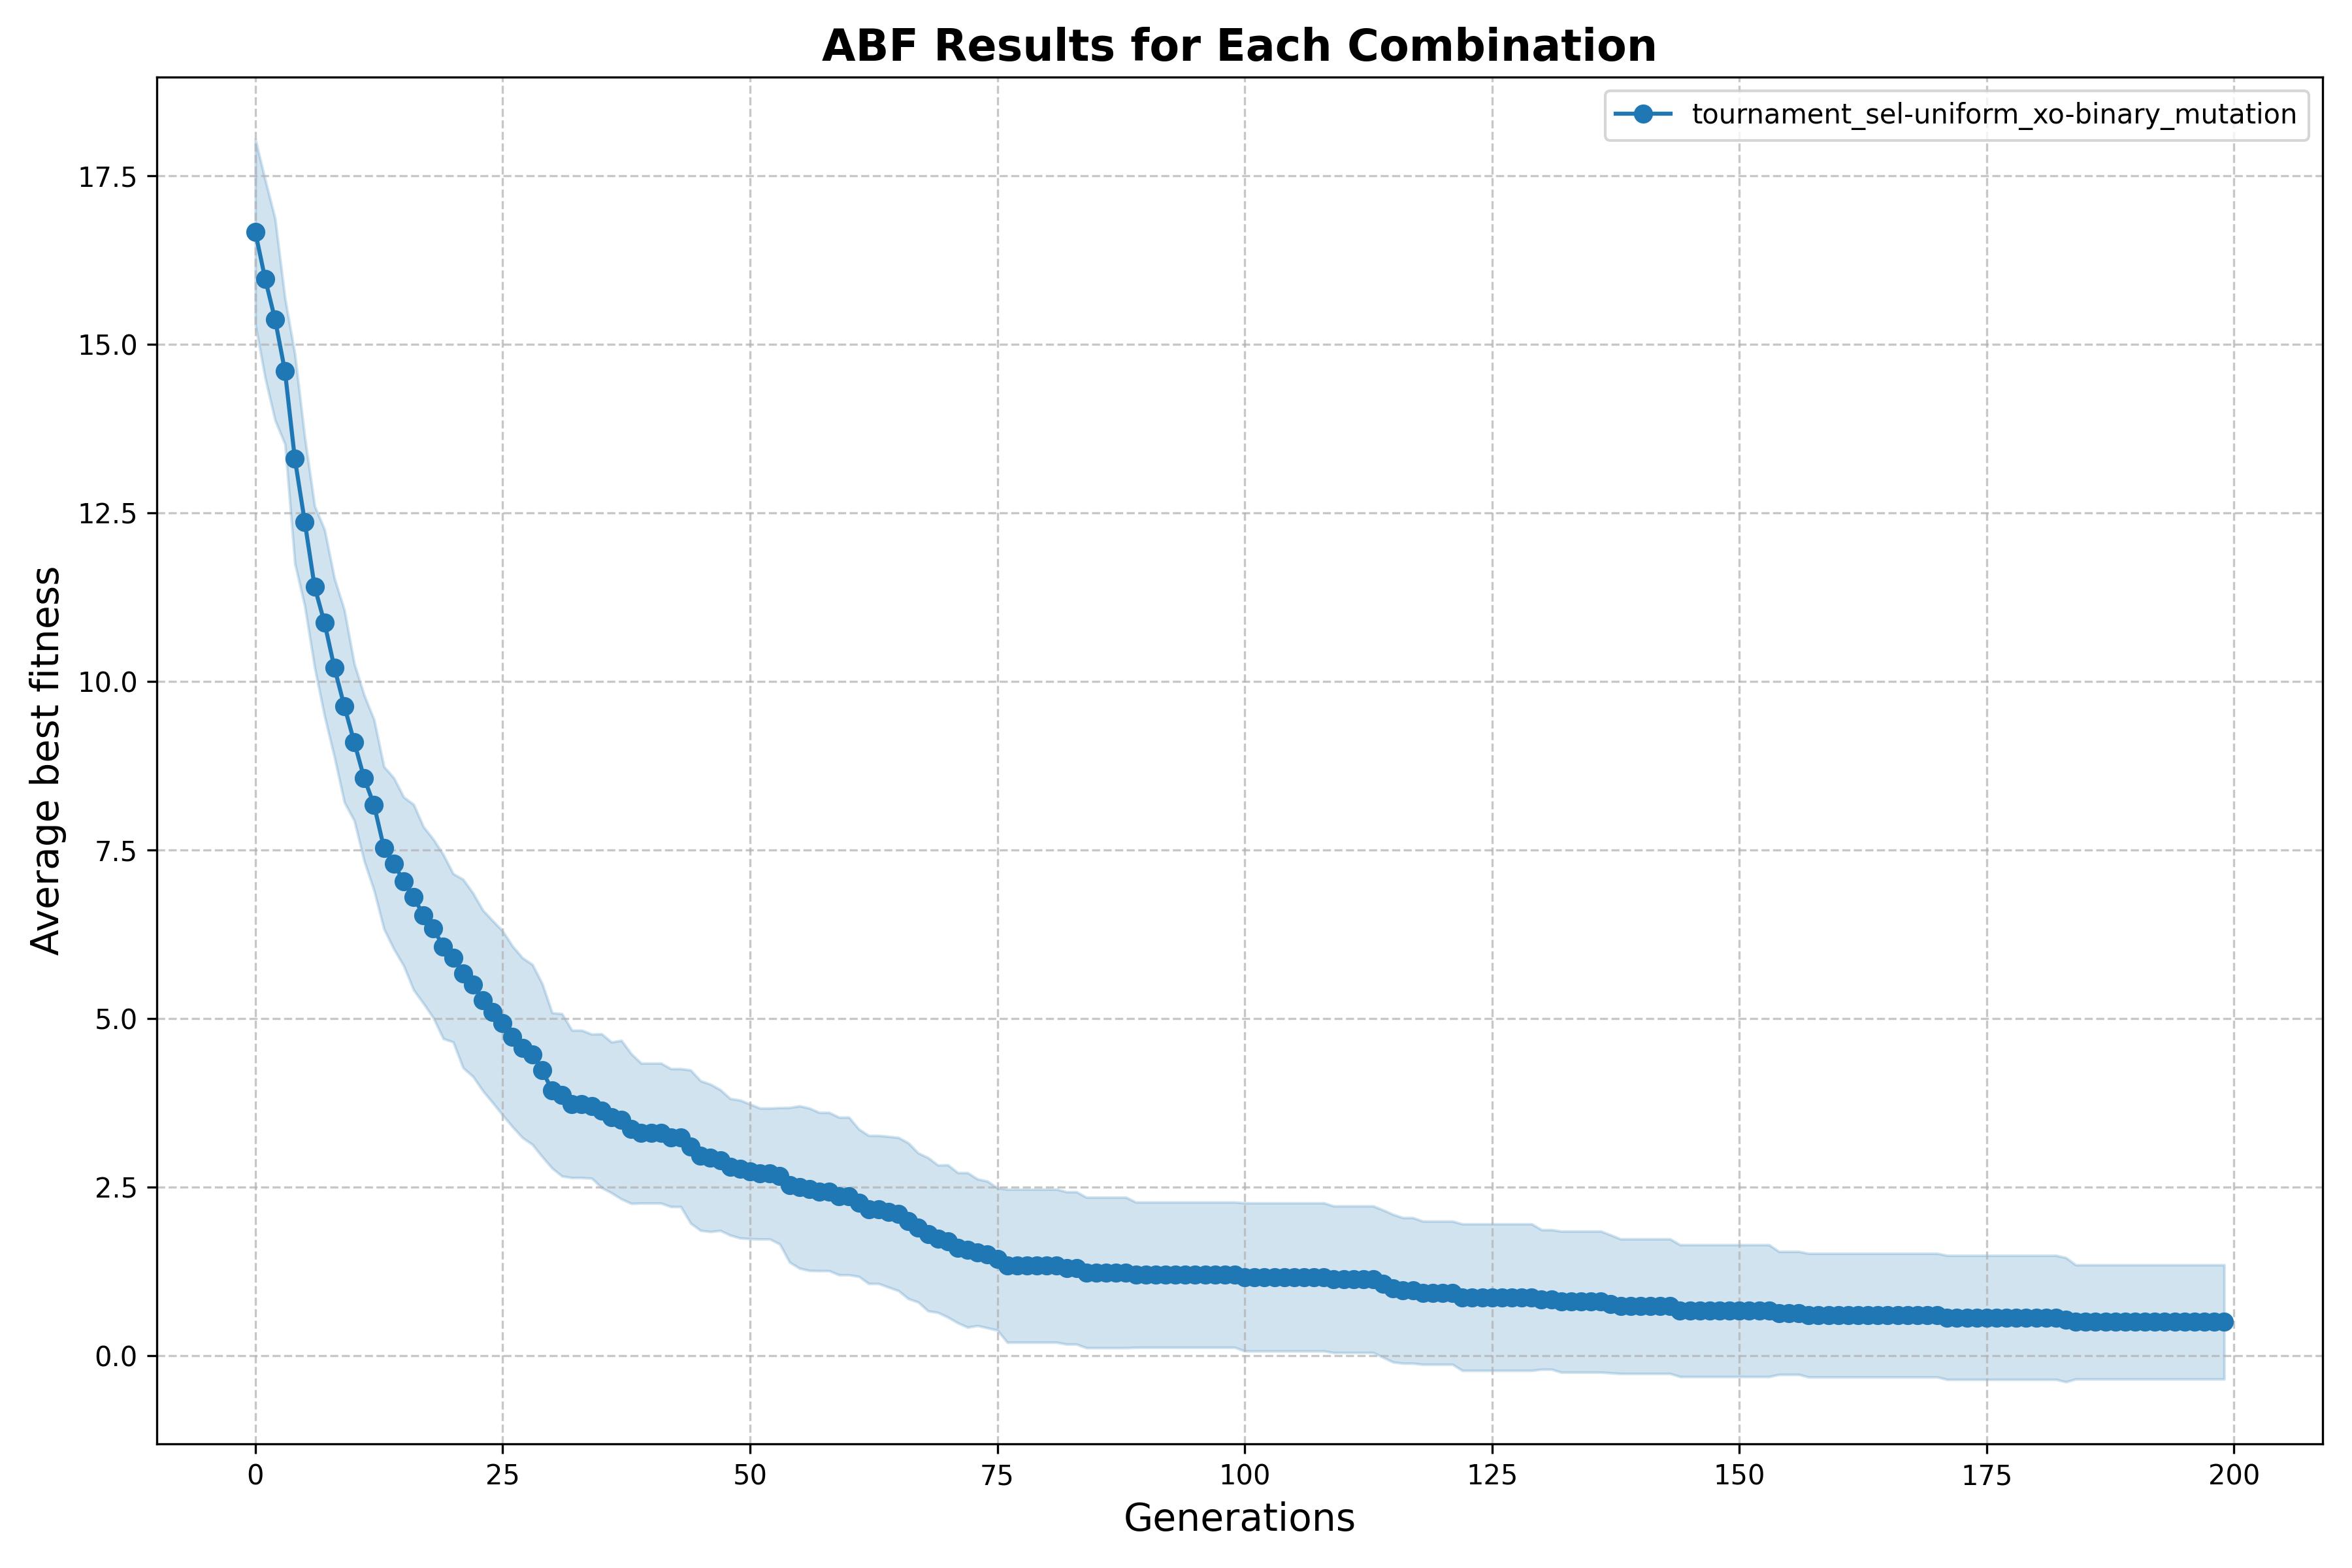 ABF Results for Each Combination
tournament_sel-uniform_xo-binary_mutation
Average best fitness
17.5
15.0
12.5
10.0
7.5
5.0
2.5
0.0
0 25 50 75 100 125 150 175 200
Generations